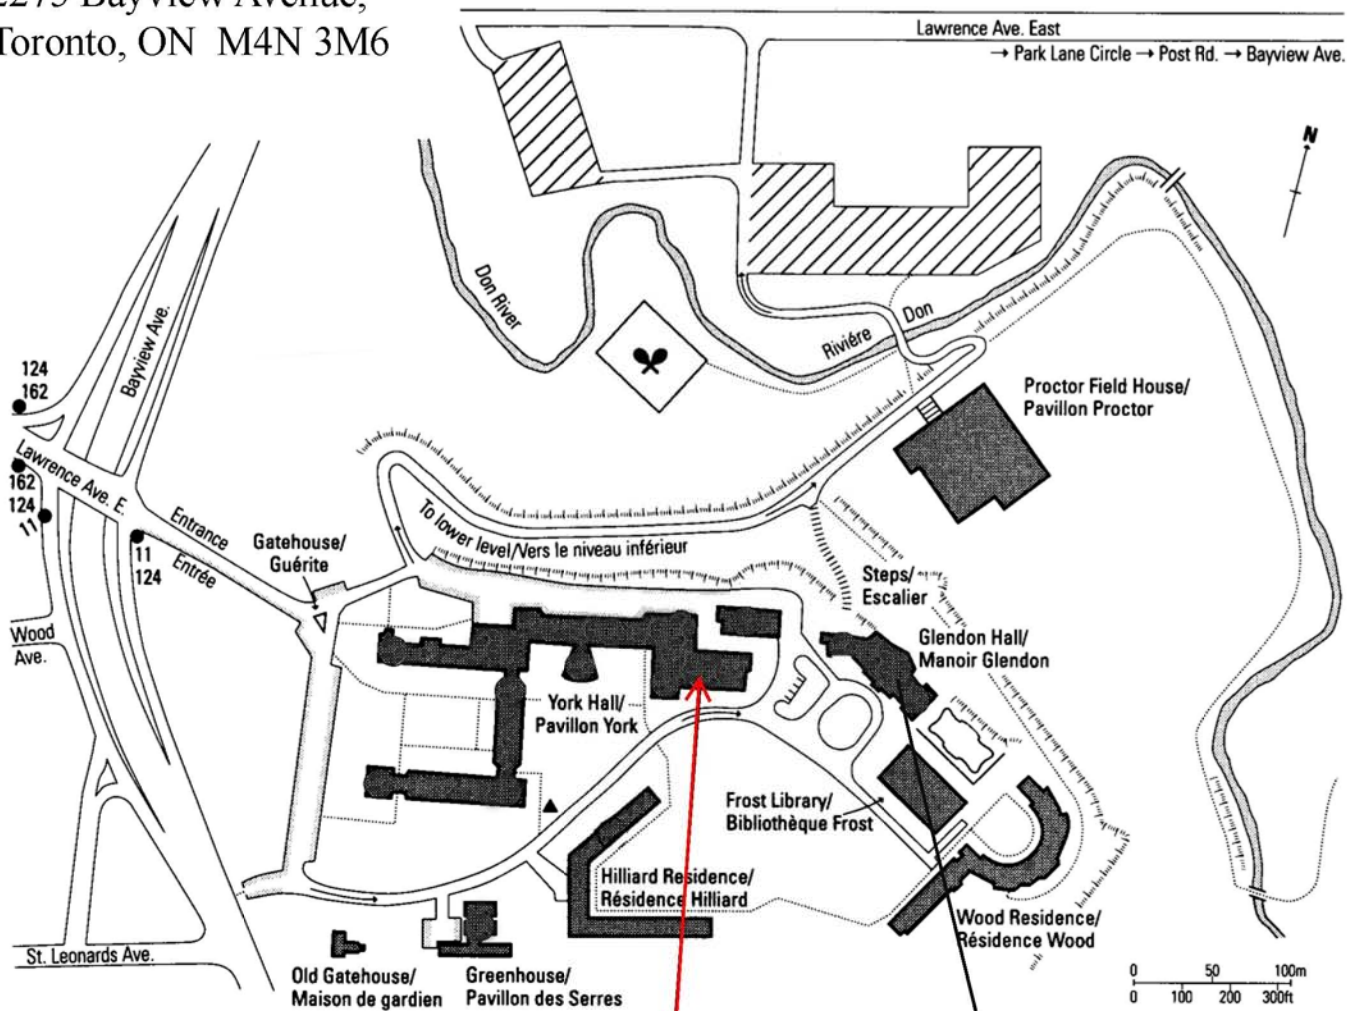 2275 Bayview Avenue,
Toronto, ON M4N 3M6
Lawrence Ave. East
→ Park Lane Circle → Post Rd. → Bayview Ave.
N
Don River
Rivière Don
Bayview Ave.
124
162
Lawrence Ave. E.
162
124
11
11
124
Entrance
Entrée
Gatehouse/
Guérite
To lower level/Vers le niveau inférieur
Proctor Field House/
Pavillon Proctor
Steps/
Escalier
Glendon Hall/
Manoir Glendon
Wood
Ave.
York Hall/
Pavillon York
Frost Library/
Bibliothèque Frost
Hilliard Residence/
Résidence Hilliard
Wood Residence/
Résidence Wood
St. Leonards Ave.
Old Gatehouse/
Maison de gardien
Greenhouse/
Pavillon des Serres
0 50 100m
0 100 200 300ft